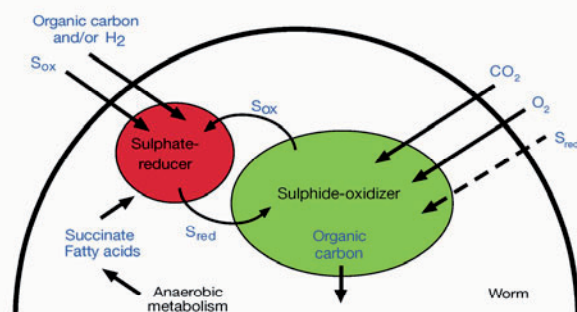 Organic carbon
and/or H2
Sox
CO2
O2
Sred
Sox
Sulphate-
reducer
Sulphide-oxidizer
Sred
Succinate
Fatty acids
Organic
carbon
Anaerobic
metabolism
Worm